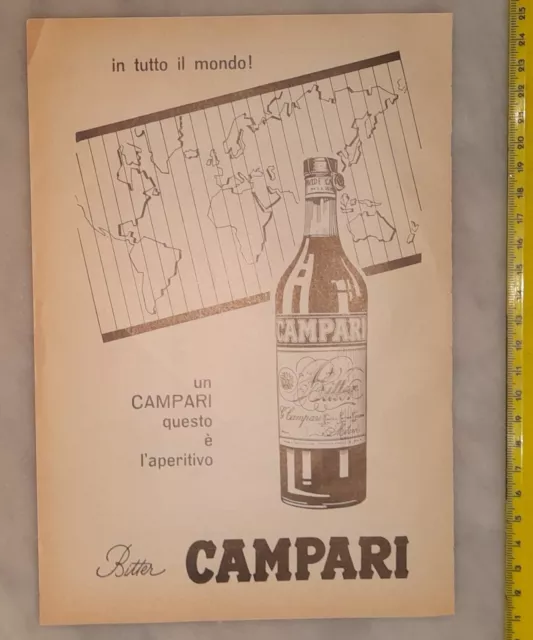 in tutto il mondo!
CAMPARI
Bitter
un
CAMPARI
questo
è
l'aperitivo
Bitter CAMPARI